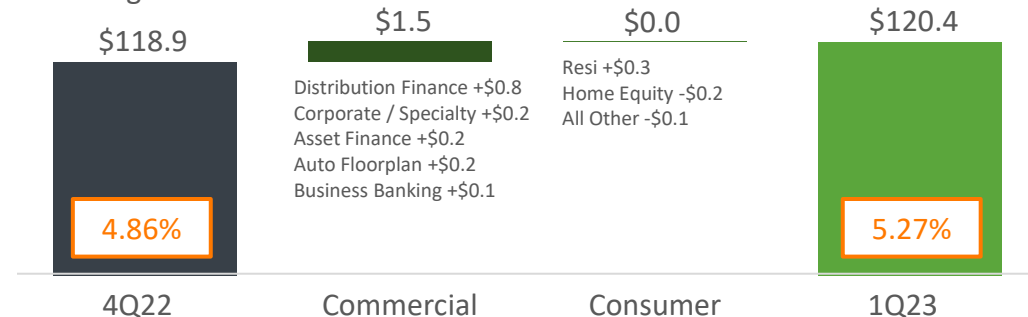 $118.9
$1.5
$0.0
$120.4
Distribution Finance +$0.8
Corporate / Specialty +$0.2
Asset Finance +$0.2
Auto Floorplan +$0.2
Business Banking +$0.1
Resi +$0.3
Home Equity -$0.2
All Other -$0.1
4.86%
5.27%
4Q22
Commercial
Consumer
1Q23